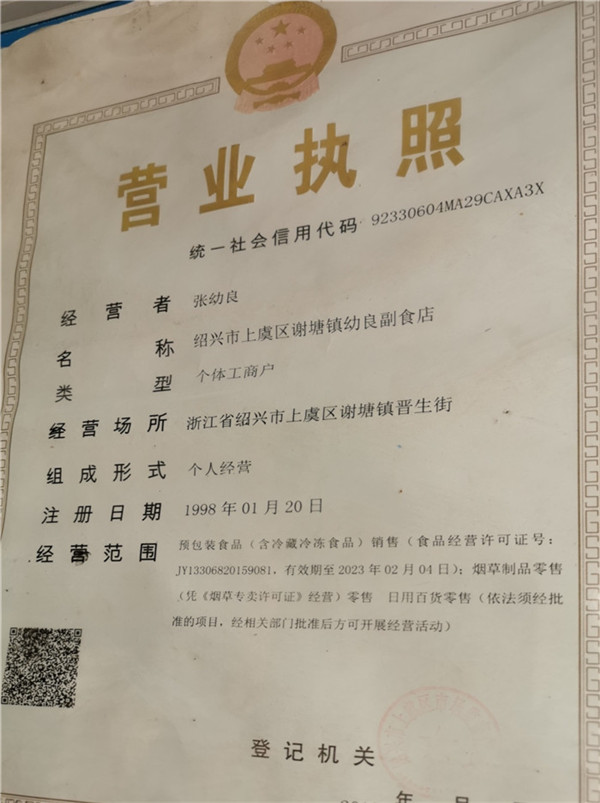 营业执照
统一社会信用代码 92330604MA29CAXA3X
经营者 张幼良
名称 绍兴市上虞区谢塘镇幼良副食店
类型 个体工商户
经营场所 浙江省绍兴市上虞区谢塘镇晋生街
组成形式 个人经营
注册日期 1998年01月20日
经营范围 预包装食品（含冷藏冷冻食品）销售（食品经营许可证号：
JY13306820159081，有效期至2023年02月04日）；烟草制品零售
（凭《烟草专卖许可证》经营）零售 日用百货零售（依法须经批
准的项目，经相关部门批准后方可开展经营活动）
登记机关
年 月